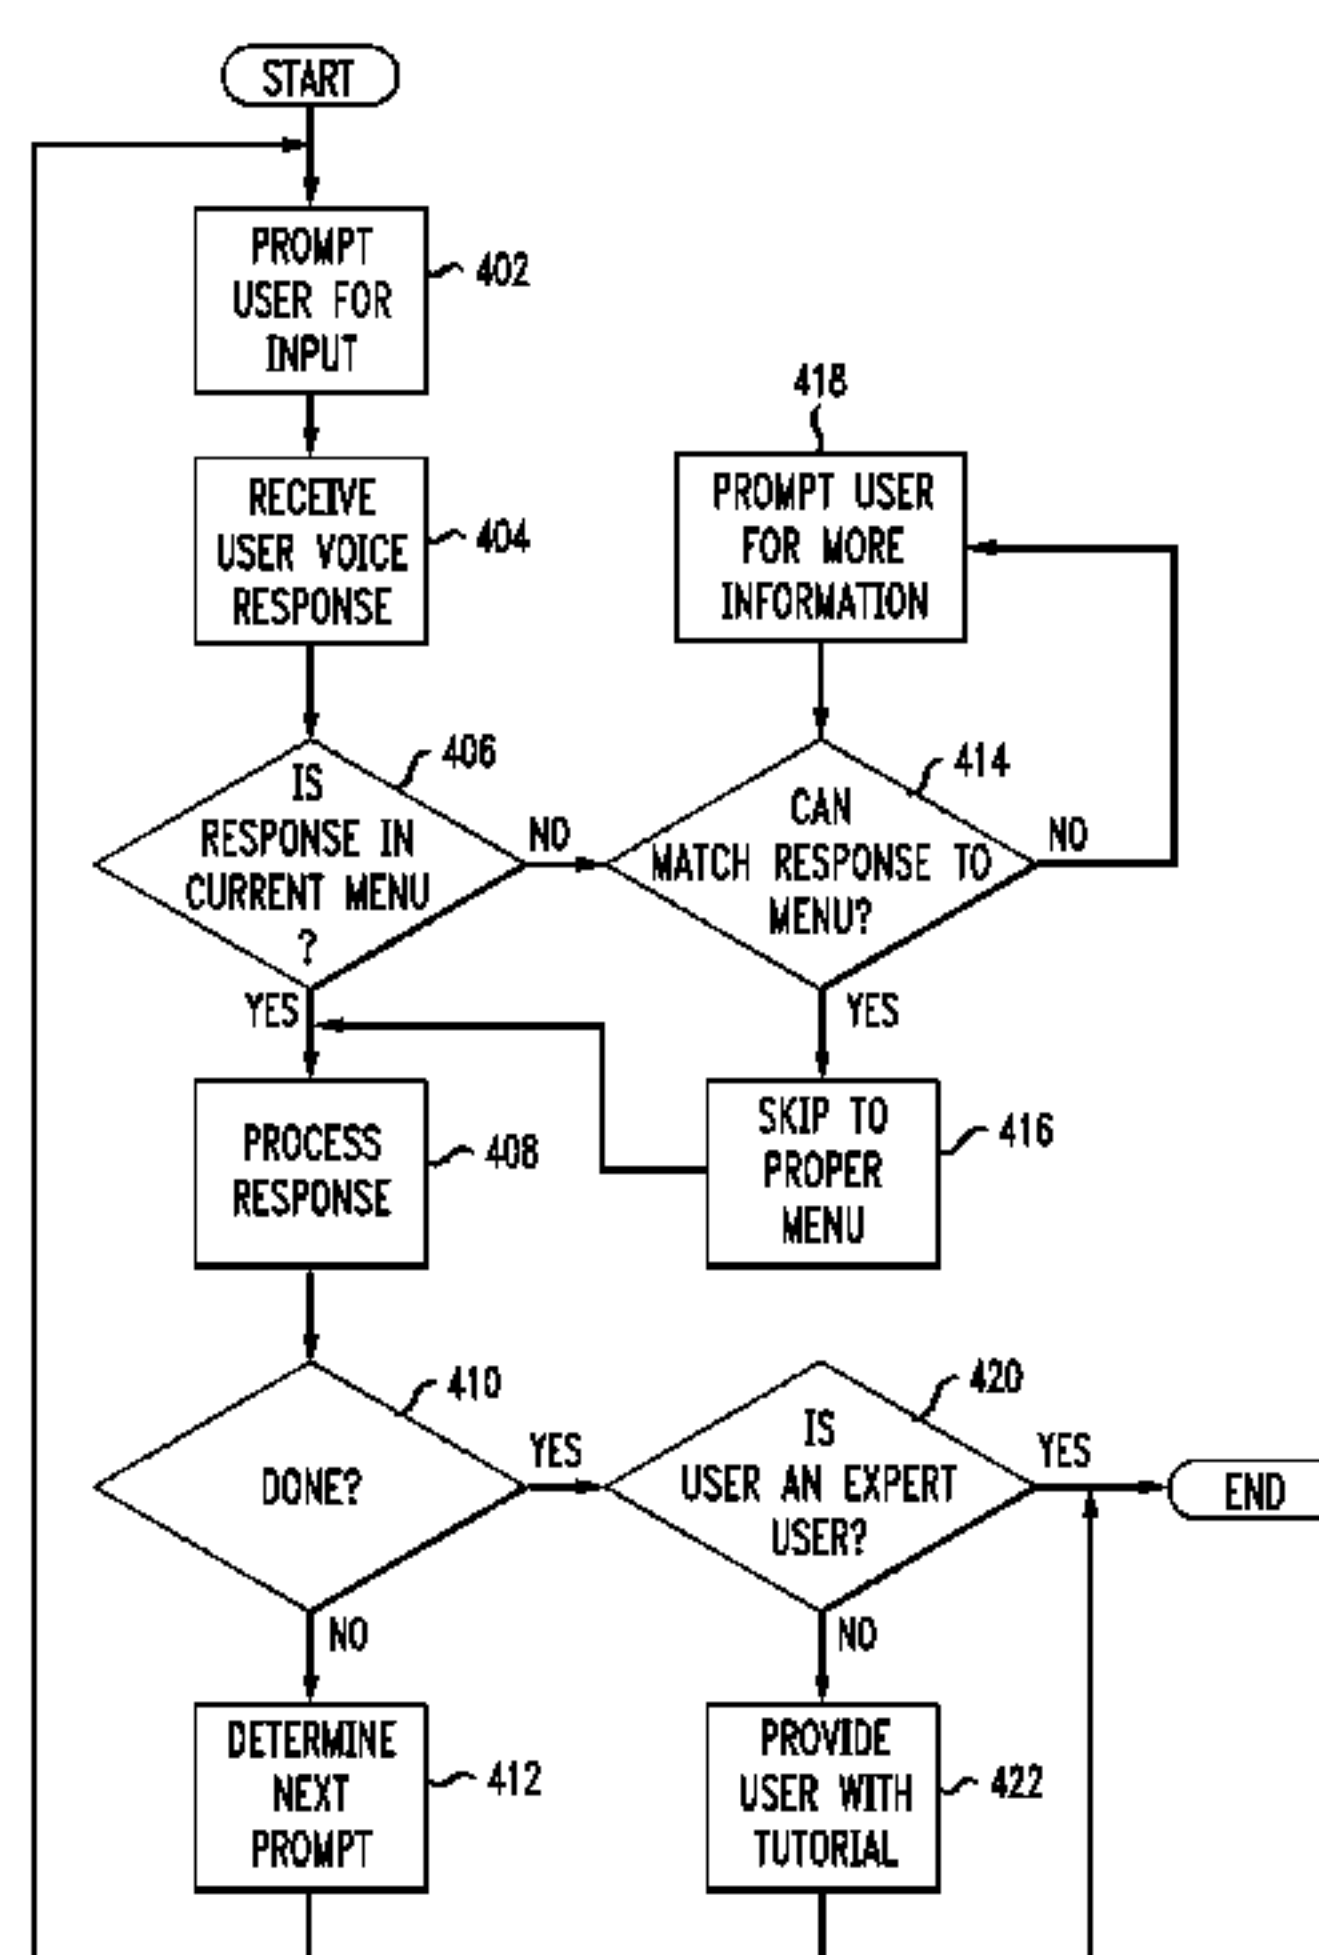 START
PROMPT
USER FOR
INPUT
402
RECEIVE
USER VOICE
RESPONSE
404
418
PROMPT USER
FOR MORE
INFORMATION
IS
RESPONSE IN
CURRENT MENU
?
406
NO
CAN
MATCH RESPONSE TO
MENU?
414
NO
YES
YES
PROCESS
RESPONSE
408
SKIP TO
PROPER
MENU
416
DONE?
410
YES
IS
USER AN EXPERT
USER?
420
YES
END
NO
NO
DETERMINE
NEXT
PROMPT
412
PROVIDE
USER WITH
TUTORIAL
422